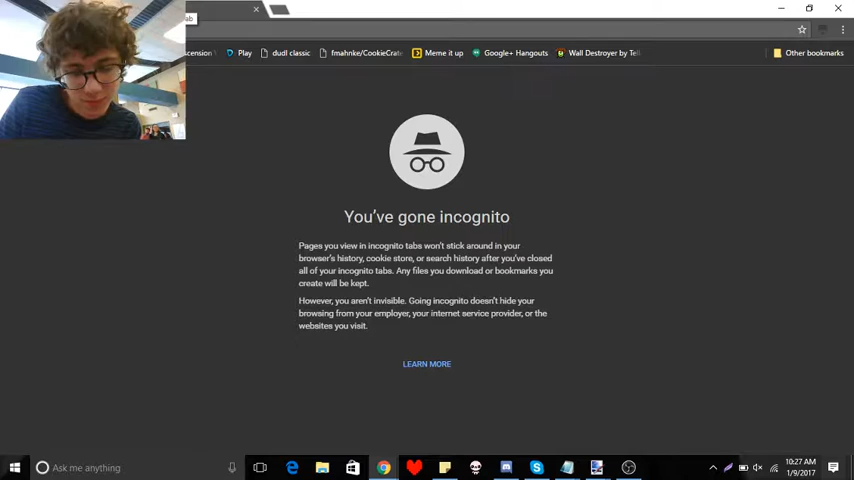 ab
ascension V
Play
dudl classic
fmahnke/CookieCrat
Meme it up
Google+ Hangouts
Wall Destroyer by Tell
Other bookmarks
You've gone incognito
Pages you view in incognito tabs won't stick around in your
browser's history, cookie store, or search history after you've closed
all of your incognito tabs. Any files you download or bookmarks you
create will be kept.
However, you aren't invisible. Going incognito doesn't hide your
browsing from your employer, your internet service provider, or the
websites you visit.
LEARN MORE
Ask me anything
10:27 AM
1/9/2017